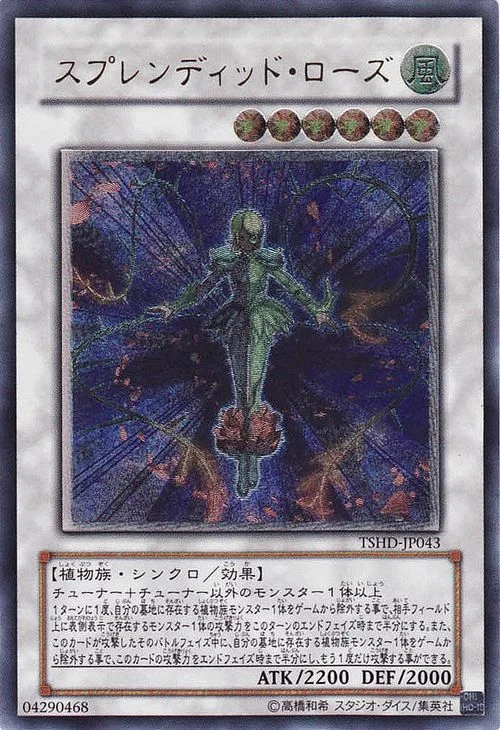 スプレンディッド・ローズ
風
TSHD-JP043
【植物族・シンクロ/効果】
チューナー+チューナー以外のモンスター1体以上
1ターンに1度、自分の墓地に存在する植物族モンスター1体をゲームから除外する事で、相手フィールド
上に表側表示で存在するモンスター1体の攻撃力をこのターンのエンドフェイズ時まで半分にする。また、
このカードが攻撃したそのバトルフェイズ中に、自分の墓地に存在する植物族モンスター1体をゲームか
ら除外する事で、このカードの攻撃力をエンドフェイズ時まで半分にし、もう1度だけ攻撃する事ができる。
ATK/2200 DEF/2000
04290468
©高橋和希 スタジオ・ダイス/集英社